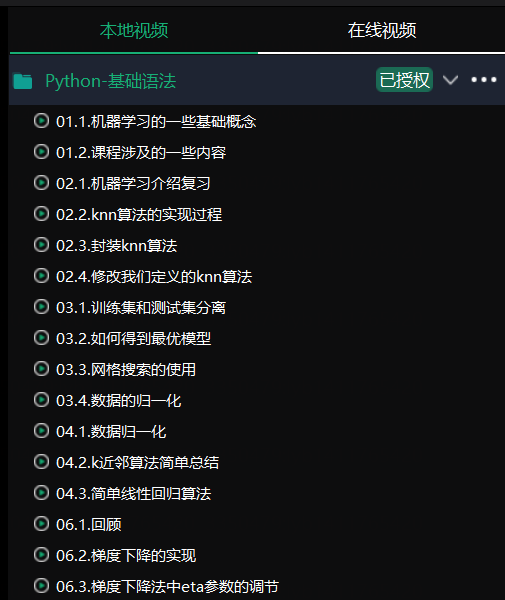 本地视频 在线视频
Python-基础语法 已授权
01.1.机器学习的一些基础概念
01.2.课程涉及的一些内容
02.1.机器学习介绍复习
02.2.knn算法的实现过程
02.3.封装knn算法
02.4.修改我们定义的knn算法
03.1.训练集和测试集分离
03.2.如何得到最优模型
03.3.网格搜索的使用
03.4.数据的归一化
04.1.数据归一化
04.2.k近邻算法简单总结
04.3.简单线性回归算法
06.1.回顾
06.2.梯度下降的实现
06.3.梯度下降法中eta参数的调节